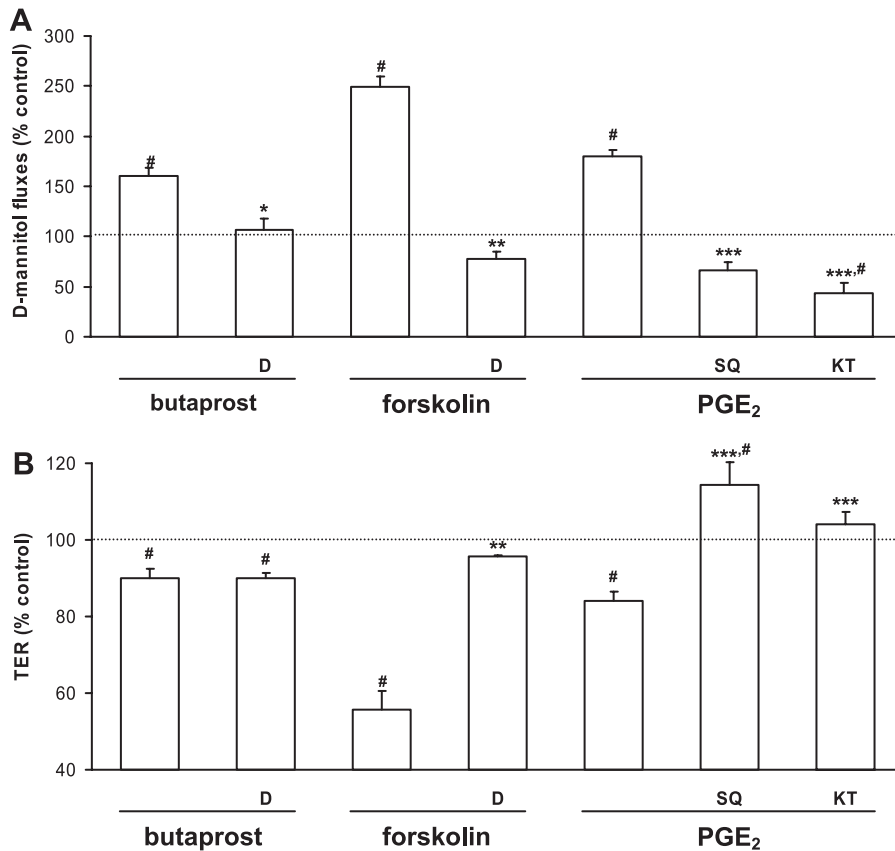 A
D-mannitol fluxes (% control)
300
250
200
150
100
50
0
#
*
#
**
#
***
***,#
D
D
SQ
KT
butaprost
forskolin
PGE₂
B
TER (% control)
120
100
80
60
40
#
#
#
**
#
***,#
***
D
D
SQ
KT
butaprost
forskolin
PGE₂